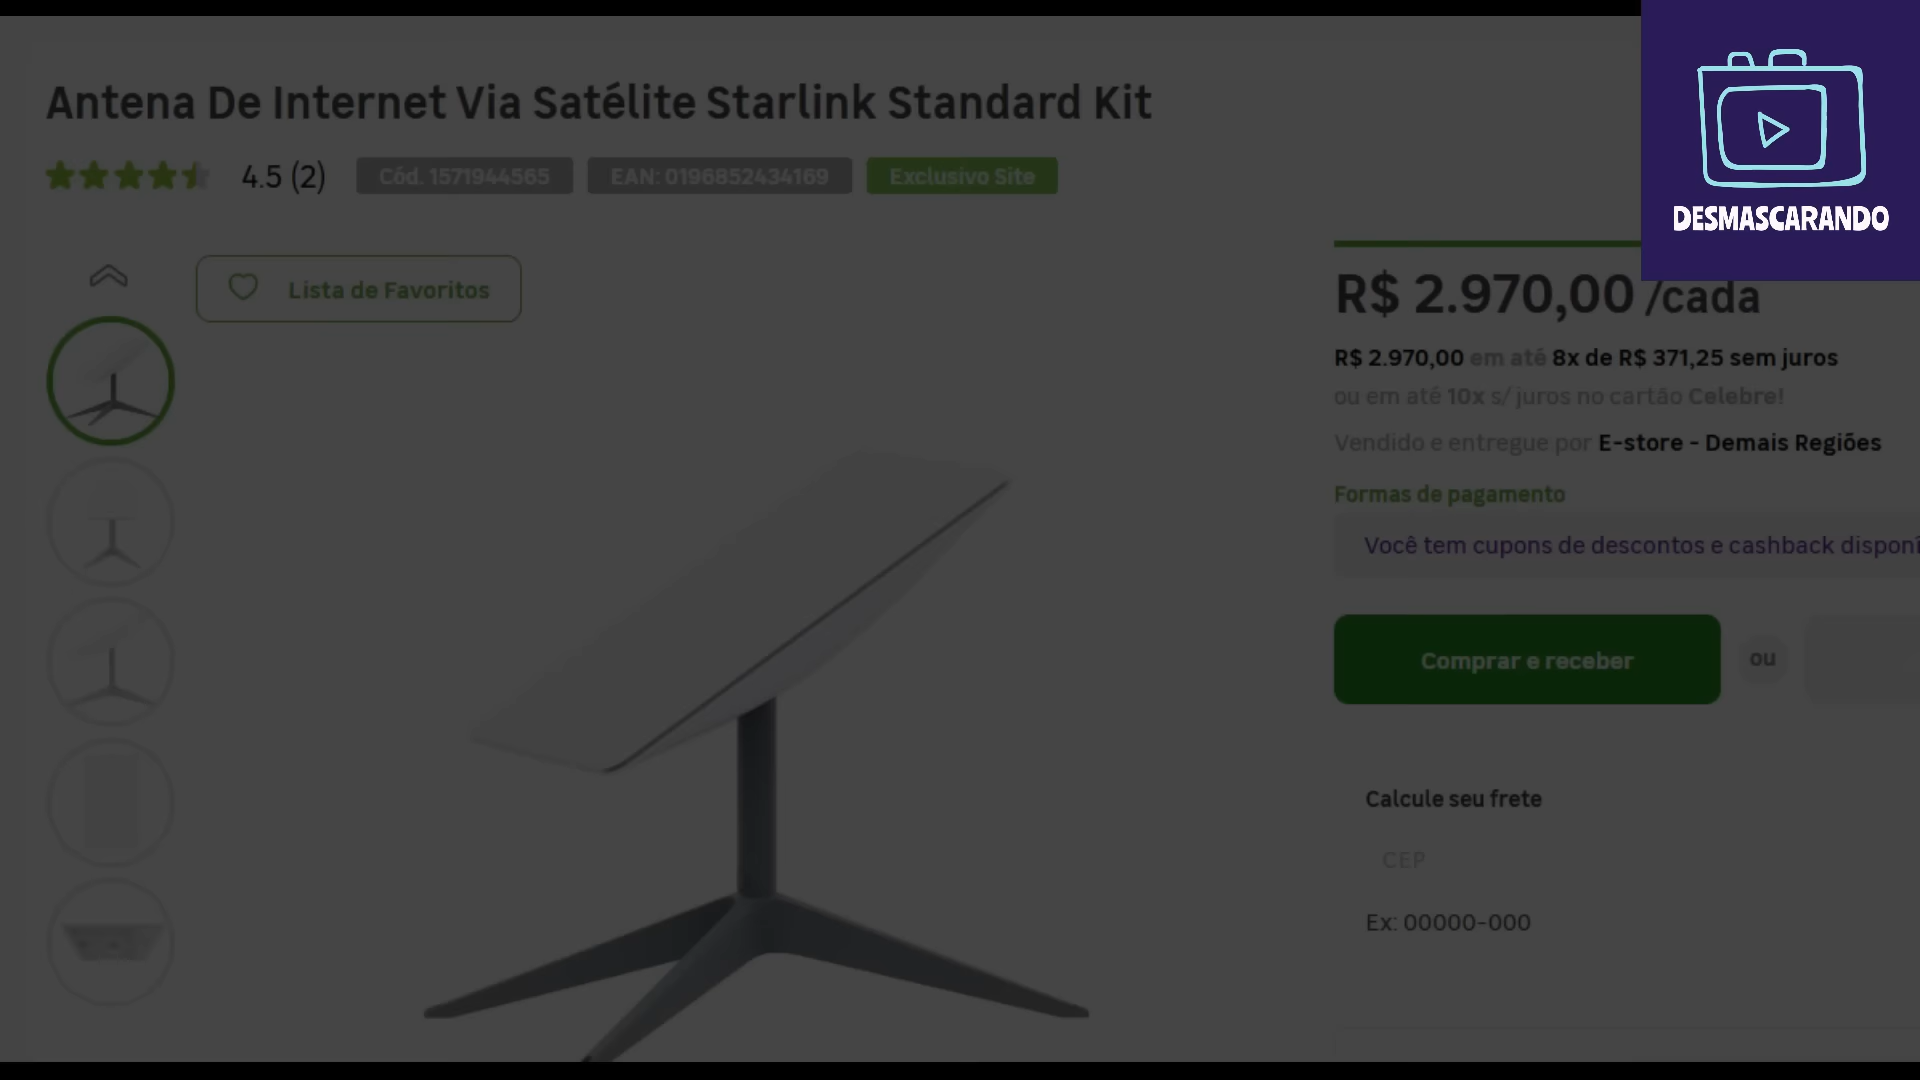 Antena De Internet Via Satélite Starlink Standard Kit
4.5 (2)
Cód. 1571944565
EAN: 0196852434169
Exclusivo Site
DESMASCARANDO
Lista de Favoritos
R$ 2.970,00 /cada
R$ 2.970,00 em até 8x de R$ 371,25 sem juros
ou em até 10x s/ juros no cartão Celebre!
Vendido e entregue por E-store - Demais Regiões
Formas de pagamento
Você tem cupons de descontos e cashback disponí
Comprar e receber
ou
Calcule seu frete
CEP
Ex: 00000-000